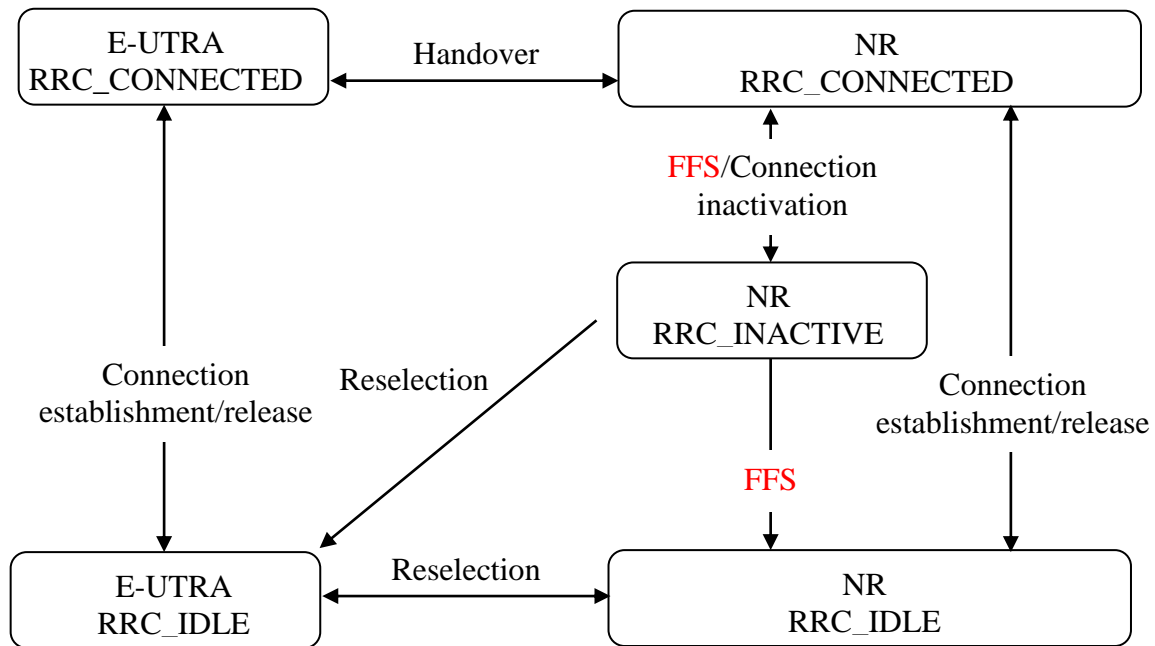 E-UTRA
RRC_CONNECTED
Handover
NR
RRC_CONNECTED
FFS/Connection
inactivation
NR
RRC_INACTIVE
Connection
establishment/release
Reselection
Connection
establishment/release
FFS
E-UTRA
RRC_IDLE
Reselection
NR
RRC_IDLE